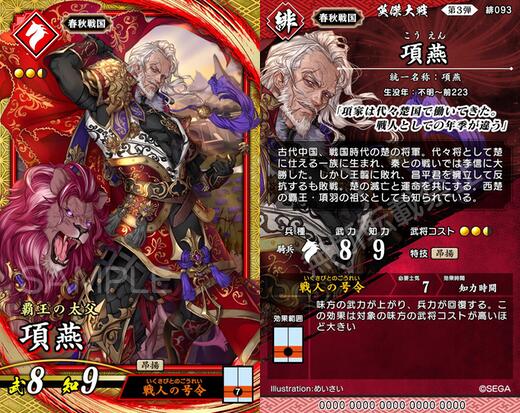 春秋戦国
SAMPLE
覇王の大父
項燕
昂揚
武8 知9
いくさびとのごうれい
戦人の号令
7
緋
春秋戦国
英傑大戦
第3弾
緋093
こう えん
項燕
統一名称：項燕
生没年：不明～前223
「項家は代々楚国で働いてきた。
戦人としての年季が違う」
古代中国、戦国時代の楚の将軍。代々将として楚
に仕える一族に生まれ、秦との戦いでは李信に大
勝した。しかし王翦に敗れ、昌平君を擁立して反
抗するも敗戦。楚の滅亡と運命を共にする。西楚
の覇王・項羽の祖父としても知られている。
兵種 武力 知力 武将コスト
騎兵 8 9
特技 昂揚
いくさびとのごうれい
戦人の号令
必要士気 7
効果時間 知力時間
効果範囲
味方の武力が上がり、兵力が回復する。こ
の効果は対象の味方の武将コストが高いほ
ど大きい
Illustration:めいさい
©SEGA
0000-0000-0000-0000-0000